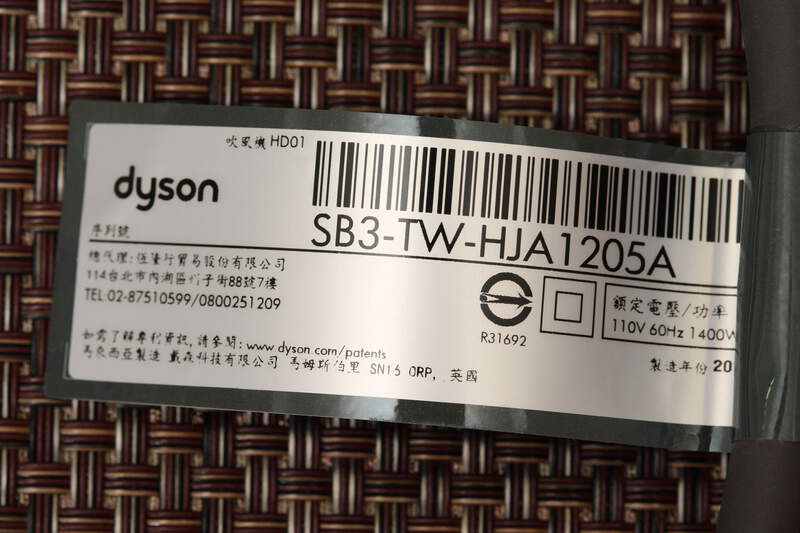 吹風機 HD01
dyson
序列號
SB3-TW-HJA1205A
總代理:恆隆行貿易股份有限公司
114台北市內湖區洲子街88號7樓
TEL:02-87510599/0800251209
R31692
額定電壓/功率
110V 60Hz 1400W
如需了解專利資訊,請參閱:www.dyson.com/patents
馬來西亞製造 戴森科技有限公司 馬姆斯伯里 SN16 0RP, 英國
製造年份 20